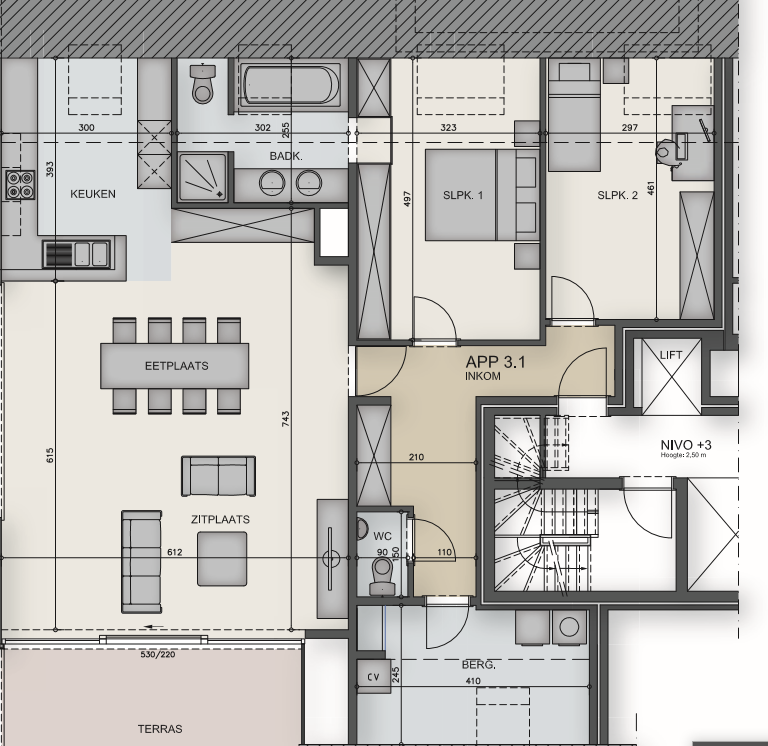 300
302
255
323
297
BADK.
393
KEUKEN
497
SLPK. 1
SLPK. 2
461
APP 3.1
INKOM
LIFT
EETPLAATS
743
615
210
NIVO +3
Hoogte: 2,50 m
ZITPLAATS
WC
612
90
150
110
530/220
BERG.
CV
245
410
TERRAS